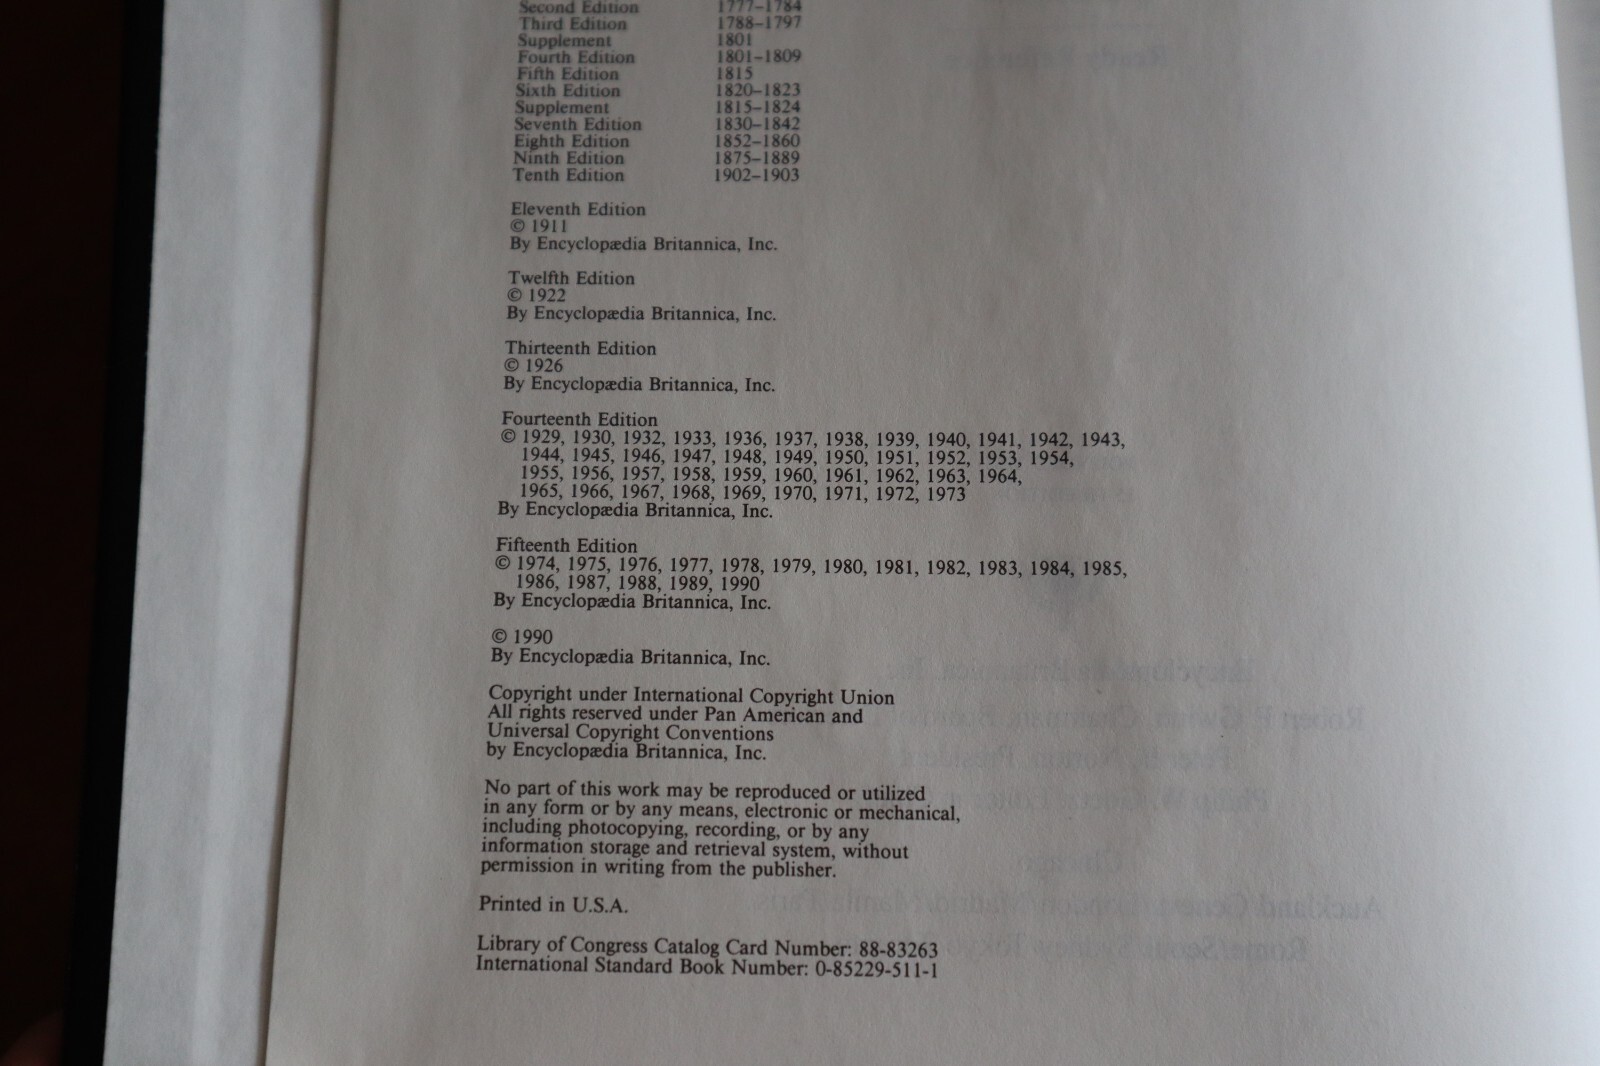 Second Edition 1777–1784
Third Edition 1788–1797
Supplement 1801
Fourth Edition 1801–1809
Fifth Edition 1815
Sixth Edition 1820–1823
Supplement 1815–1824
Seventh Edition 1830–1842
Eighth Edition 1852–1860
Ninth Edition 1875–1889
Tenth Edition 1902–1903
Eleventh Edition
© 1911
By Encyclopædia Britannica, Inc.
Twelfth Edition
© 1922
By Encyclopædia Britannica, Inc.
Thirteenth Edition
© 1926
By Encyclopædia Britannica, Inc.
Fourteenth Edition
© 1929, 1930, 1932, 1933, 1936, 1937, 1938, 1939, 1940, 1941, 1942, 1943,
1944, 1945, 1946, 1947, 1948, 1949, 1950, 1951, 1952, 1953, 1954,
1955, 1956, 1957, 1958, 1959, 1960, 1961, 1962, 1963, 1964,
1965, 1966, 1967, 1968, 1969, 1970, 1971, 1972, 1973
By Encyclopædia Britannica, Inc.
Fifteenth Edition
© 1974, 1975, 1976, 1977, 1978, 1979, 1980, 1981, 1982, 1983, 1984, 1985,
1986, 1987, 1988, 1989, 1990
By Encyclopædia Britannica, Inc.
© 1990
By Encyclopædia Britannica, Inc.
Copyright under International Copyright Union
All rights reserved under Pan American and
Universal Copyright Conventions
by Encyclopædia Britannica, Inc.
No part of this work may be reproduced or utilized
in any form or by any means, electronic or mechanical,
including photocopying, recording, or by any
information storage and retrieval system, without
permission in writing from the publisher.
Printed in U.S.A.
Library of Congress Catalog Card Number: 88-83263
International Standard Book Number: 0-85229-511-1